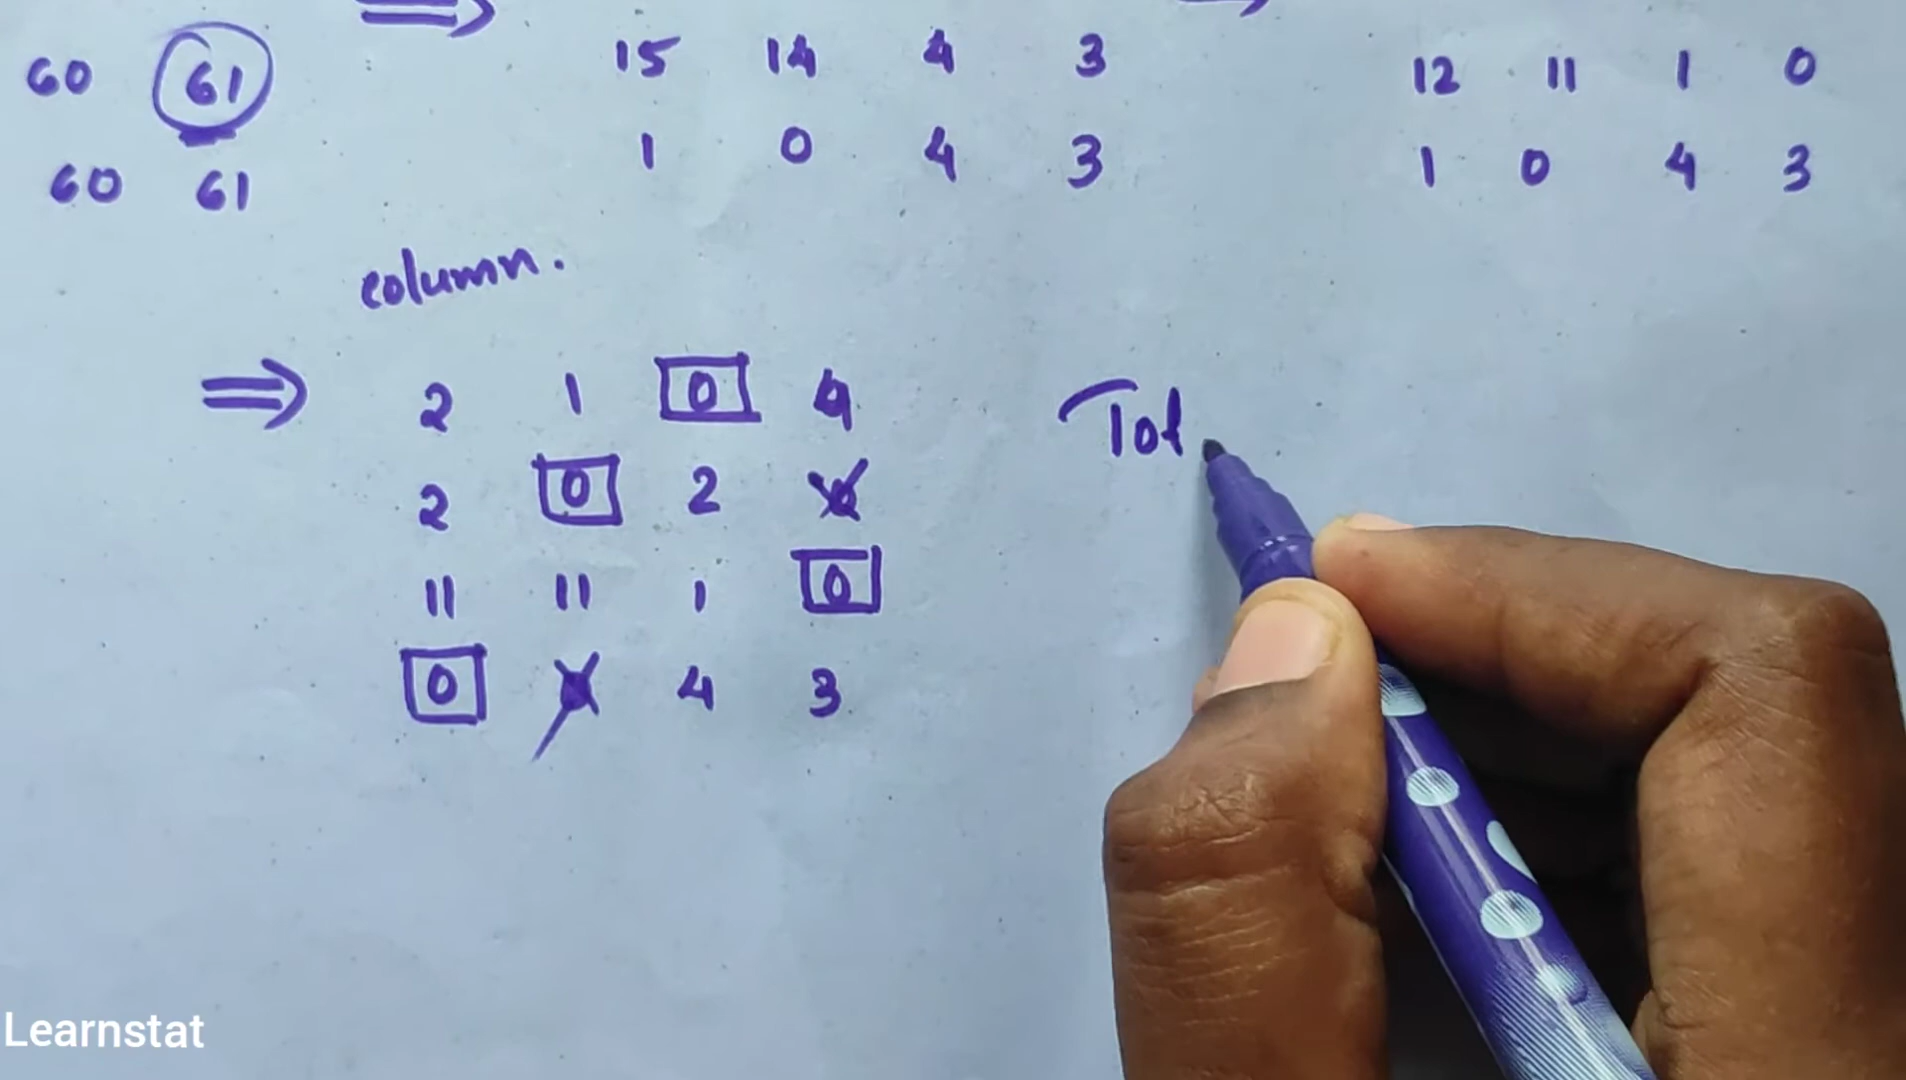 60 61 ⇒ 15 14 4 3 12 11 1 0
60 61 1 0 4 3 1 0 4 3
column.
⇒ 2 1 0 4 Tot
2 0 2 0
11 11 1 0
0 4 3
Learnstat